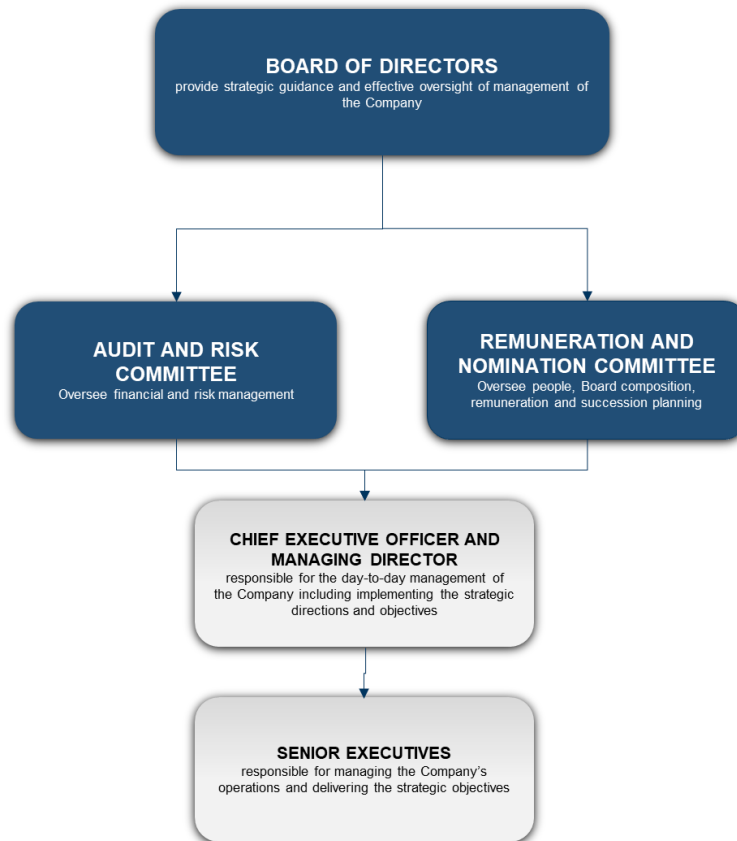 BOARD OF DIRECTORS
provide strategic guidance and effective oversight of management of
the Company
AUDIT AND RISK
COMMITTEE
Oversee financial and risk management
REMUNERATION AND
NOMINATION COMMITTEE
Oversee people, Board composition,
remuneration and succession planning
CHIEF EXECUTIVE OFFICER AND
MANAGING DIRECTOR
responsible for the day-to-day management of
the Company including implementing the strategic
directions and objectives
SENIOR EXECUTIVES
responsible for managing the Company’s
operations and delivering the strategic objectives